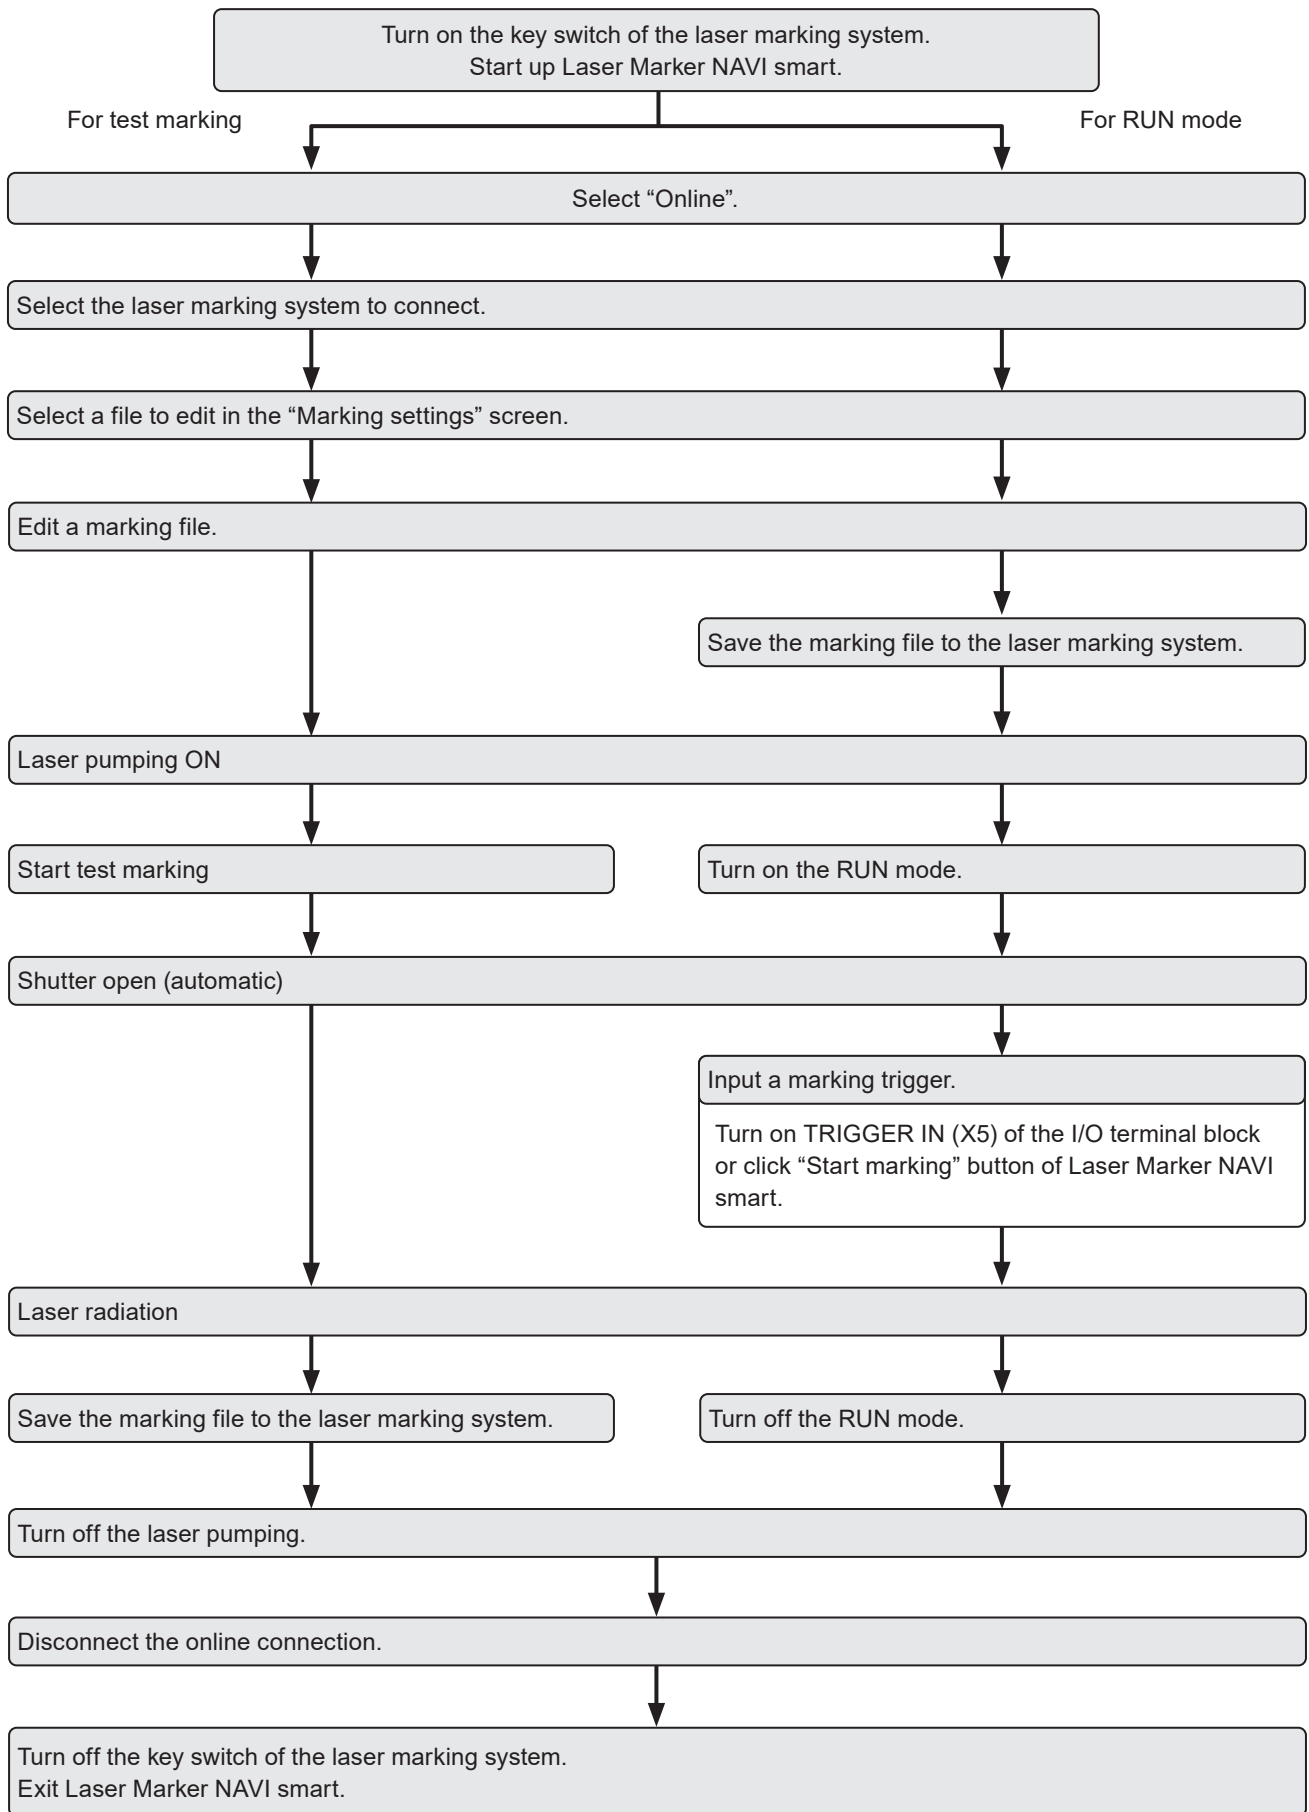 Turn on the key switch of the laser marking system.
Start up Laser Marker NAVI smart.
For test marking
For RUN mode
Select “Online”.
Select the laser marking system to connect.
Select a file to edit in the “Marking settings” screen.
Edit a marking file.
Save the marking file to the laser marking system.
Laser pumping ON
Start test marking
Turn on the RUN mode.
Shutter open (automatic)
Input a marking trigger.
Turn on TRIGGER IN (X5) of the I/O terminal block
or click “Start marking” button of Laser Marker NAVI
smart.
Laser radiation
Save the marking file to the laser marking system.
Turn off the RUN mode.
Turn off the laser pumping.
Disconnect the online connection.
Turn off the key switch of the laser marking system.
Exit Laser Marker NAVI smart.